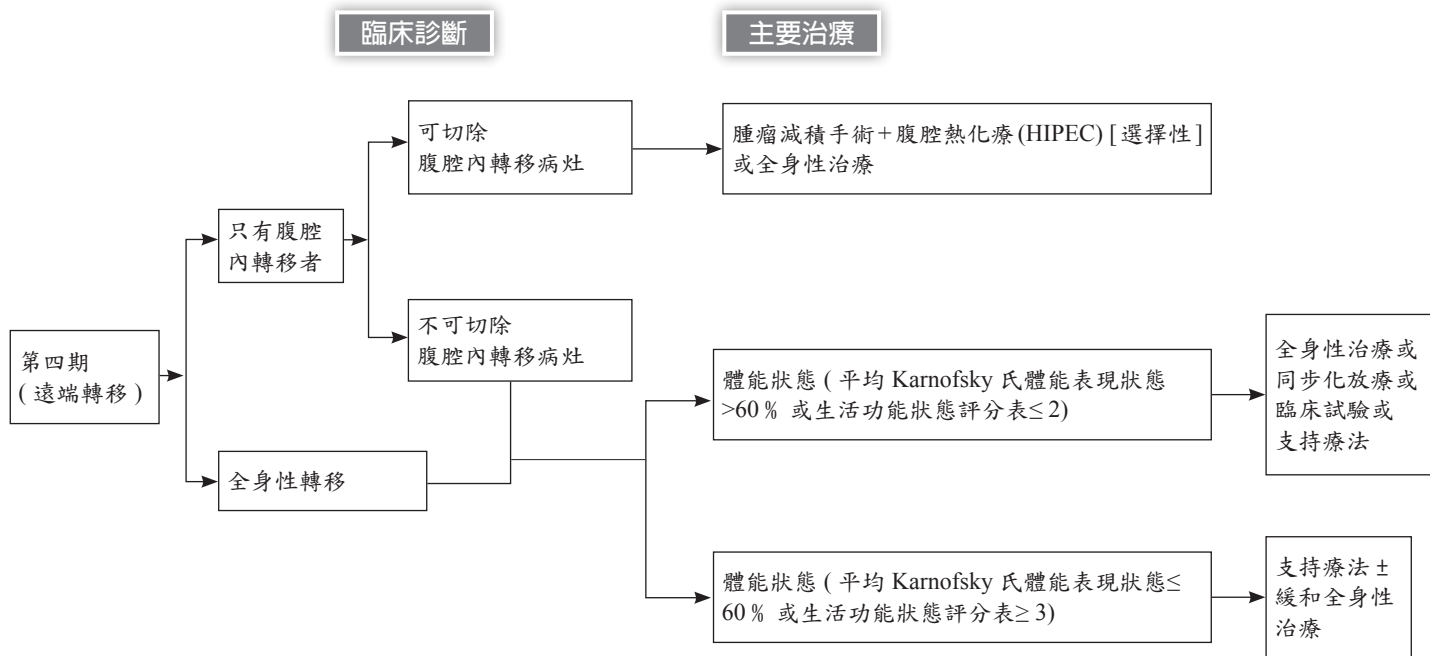 臨床診斷
主要治療
可切除
腹腔內轉移病灶
腫瘤減積手術+腹腔熱化療(HIPEC) [選擇性]
或全身性治療
只有腹腔
內轉移者
不可切除
腹腔內轉移病灶
第四期
(遠端轉移)
體能狀態 (平均 Karnofsky 氏體能表現狀態
>60% 或生活功能狀態評分表≤ 2)
全身性治療或
同步化放療或
臨床試驗或
支持療法
全身性轉移
體能狀態 (平均 Karnofsky 氏體能表現狀態≤
60% 或生活功能狀態評分表≥ 3)
支持療法 ±
緩和全身性
治療